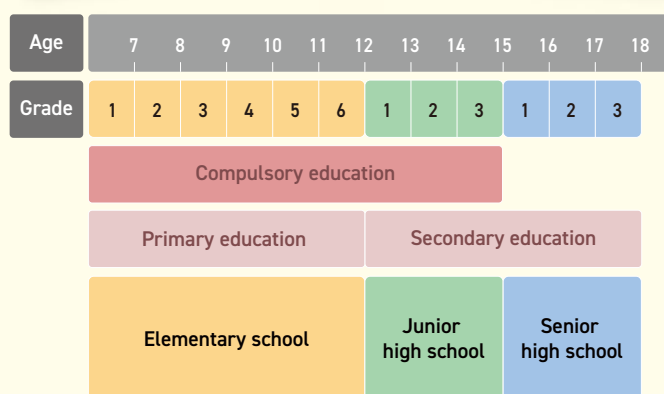 Age 7 8 9 10 11 12 13 14 15 16 17 18
Grade 1 2 3 4 5 6 1 2 3 1 2 3
Compulsory education
Primary education Secondary education
Elementary school
Junior
high school
Senior
high school